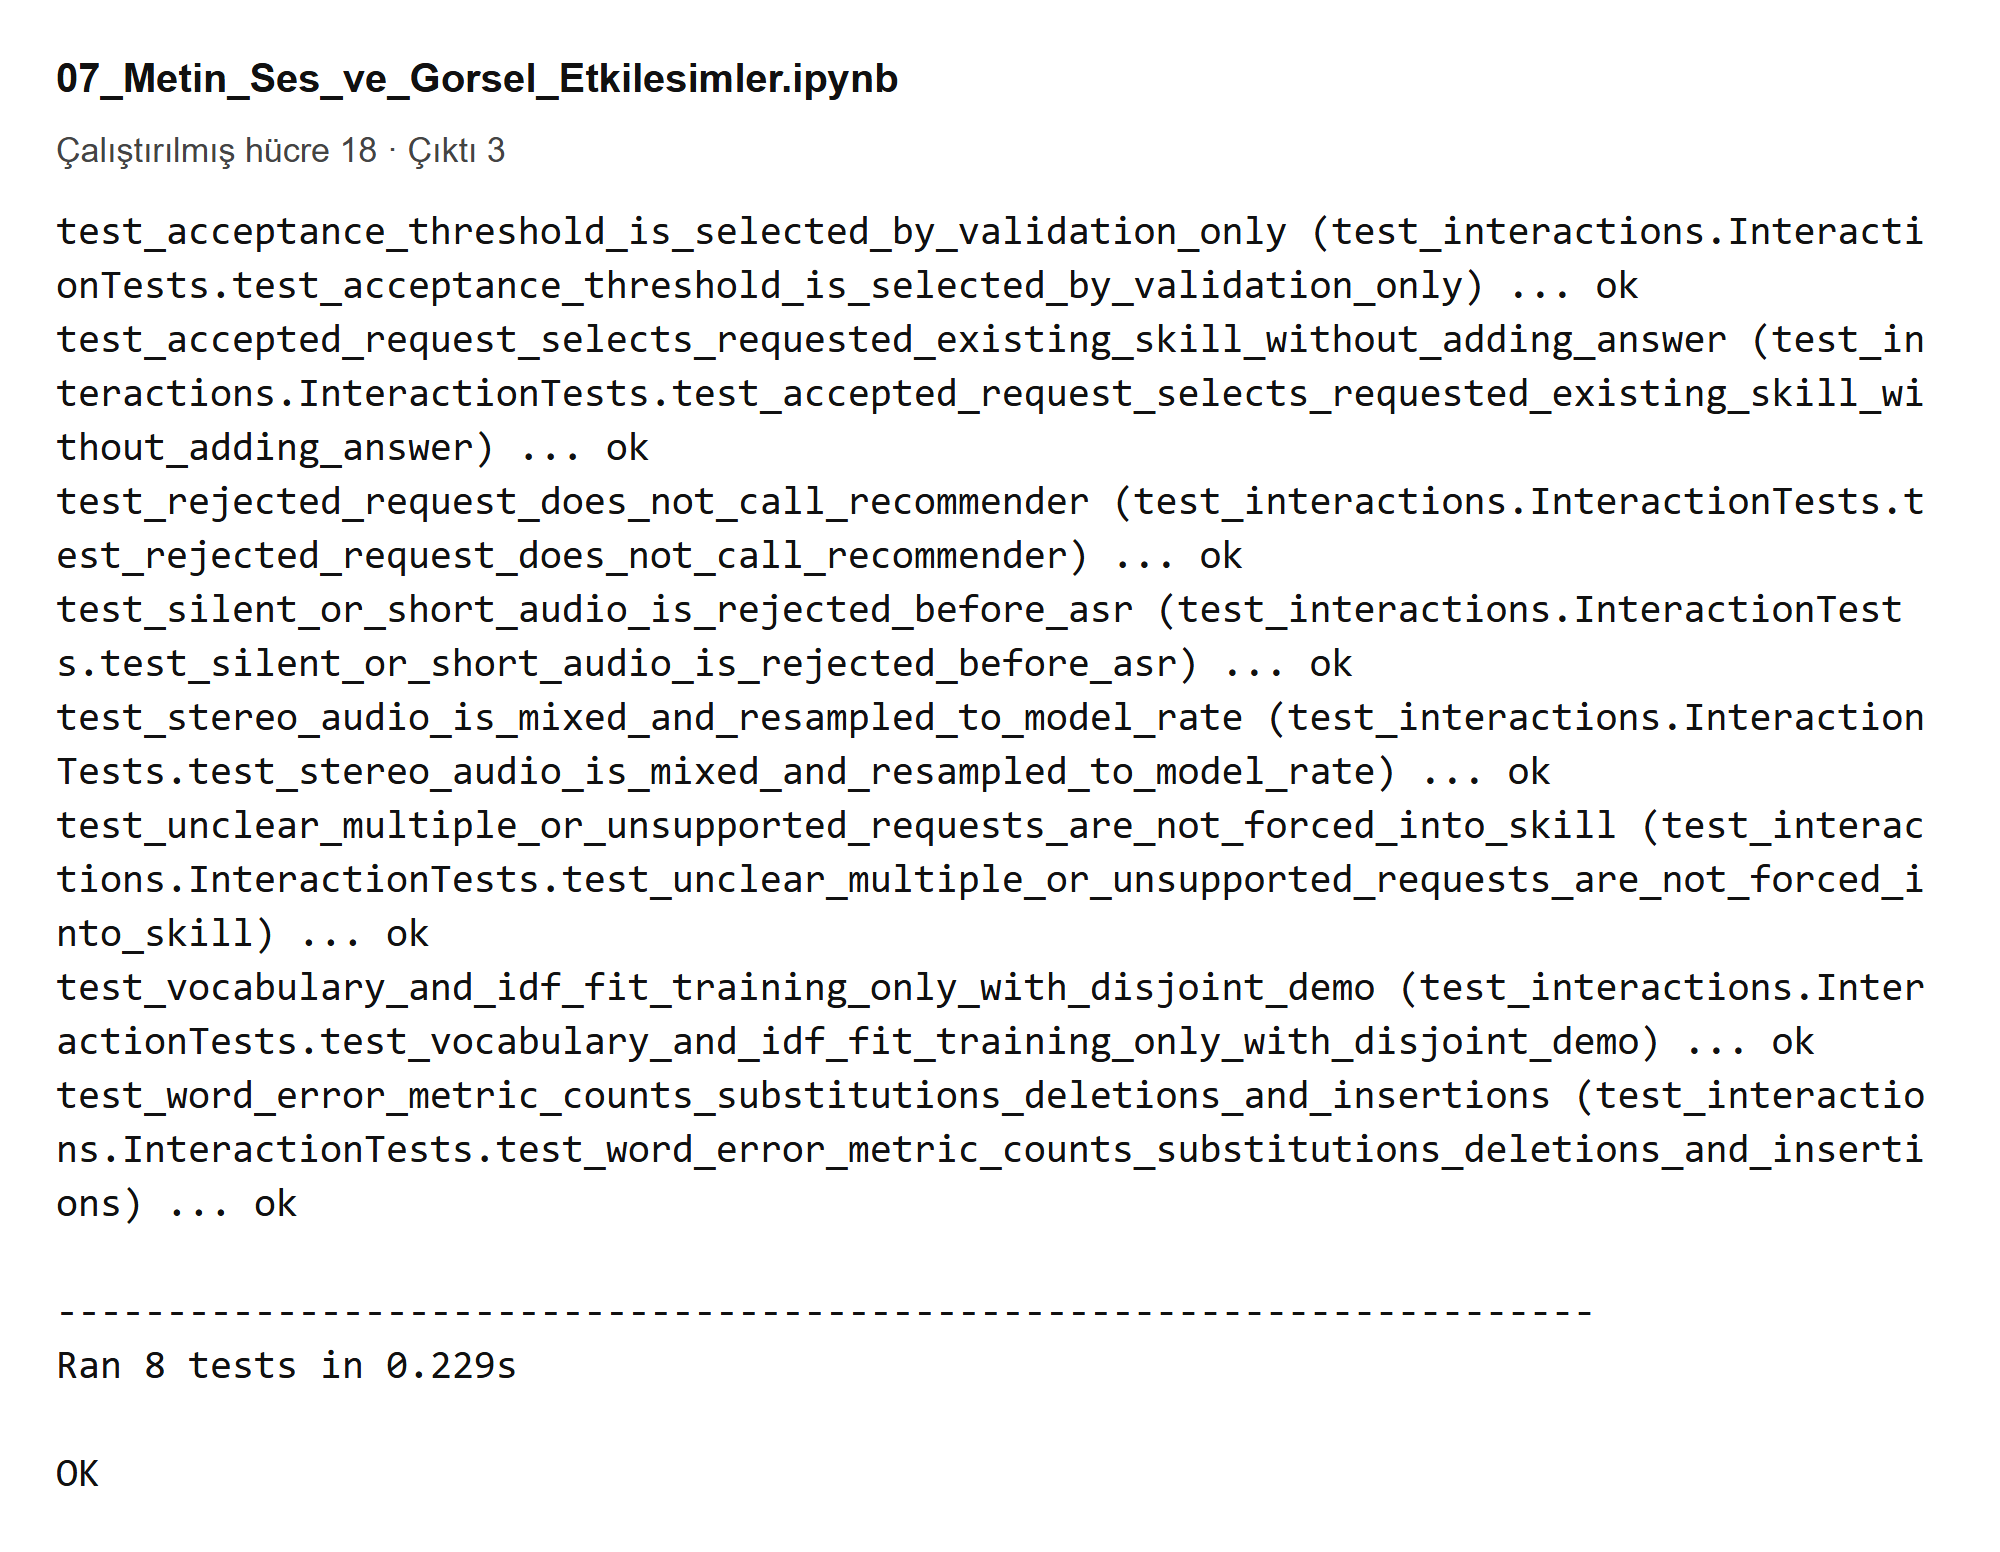 07_Metin_Ses_ve_Gorsel_Etkilesimler.ipynb
Çalıştırılmış hücre 18 · Çıktı 3
test_acceptance_threshold_is_selected_by_validation_only (test_interactions.Interacti
onTests.test_acceptance_threshold_is_selected_by_validation_only) ... ok
test_accepted_request_selects_requested_existing_skill_without_adding_answer (test_in
teractions.InteractionTests.test_accepted_request_selects_requested_existing_skill_wi
thout_adding_answer) ... ok
test_rejected_request_does_not_call_recommender (test_interactions.InteractionTests.t
est_rejected_request_does_not_call_recommender) ... ok
test_silent_or_short_audio_is_rejected_before_asr (test_interactions.InteractionTest
s.test_silent_or_short_audio_is_rejected_before_asr) ... ok
test_stereo_audio_is_mixed_and_resampled_to_model_rate (test_interactions.Interaction
Tests.test_stereo_audio_is_mixed_and_resampled_to_model_rate) ... ok
test_unclear_multiple_or_unsupported_requests_are_not_forced_into_skill (test_interac
tions.InteractionTests.test_unclear_multiple_or_unsupported_requests_are_not_forced_i
nto_skill) ... ok
test_vocabulary_and_idf_fit_training_only_with_disjoint_demo (test_interactions.Inter
actionTests.test_vocabulary_and_idf_fit_training_only_with_disjoint_demo) ... ok
test_word_error_metric_counts_substitutions_deletions_and_insertions (test_interactio
ns.InteractionTests.test_word_error_metric_counts_substitutions_deletions_and_inserti
ons) ... ok
----------------------------------------------------------------------
Ran 8 tests in 0.229s
OK